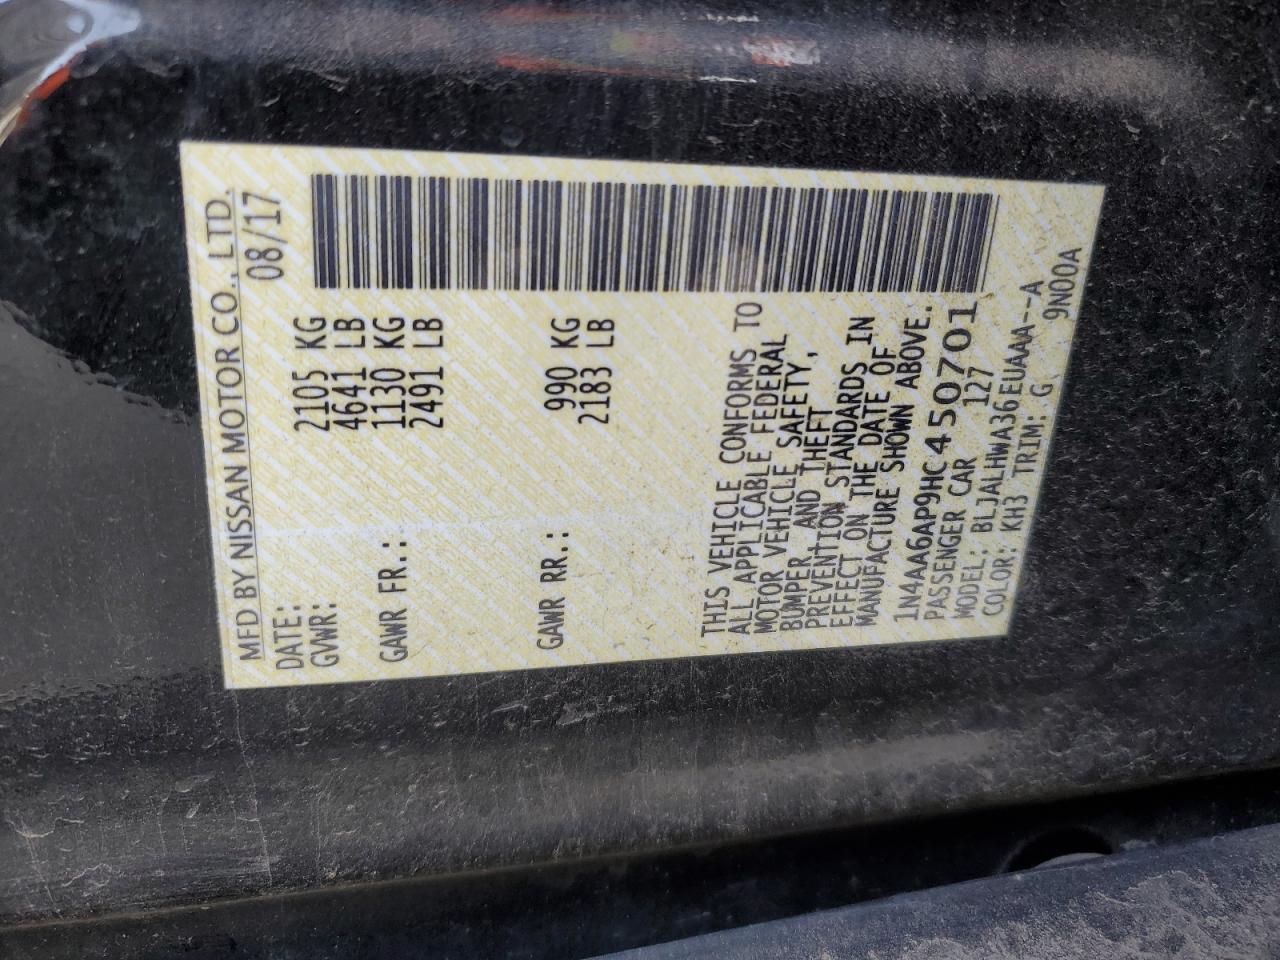 MFD BY NISSAN MOTOR CO., LTD.
DATE: 08/17
GVWR: 2105 KG
4641 LB
GAWR FR.: 1130 KG
2491 LB
GAWR RR.: 990 KG
2183 LB
THIS VEHICLE CONFORMS TO
ALL APPLICABLE FEDERAL
MOTOR VEHICLE SAFETY,
BUMPER AND THEFT
PREVENTION STANDARDS IN
EFFECT ON THE DATE OF
MANUFACTURE SHOWN ABOVE.
1N4AA6AP9HC450701
PASSENGER CAR 127
MODEL: BLJALHWA36EUAAAA--A
COLOR: KH3 TRIM: G 9N00A